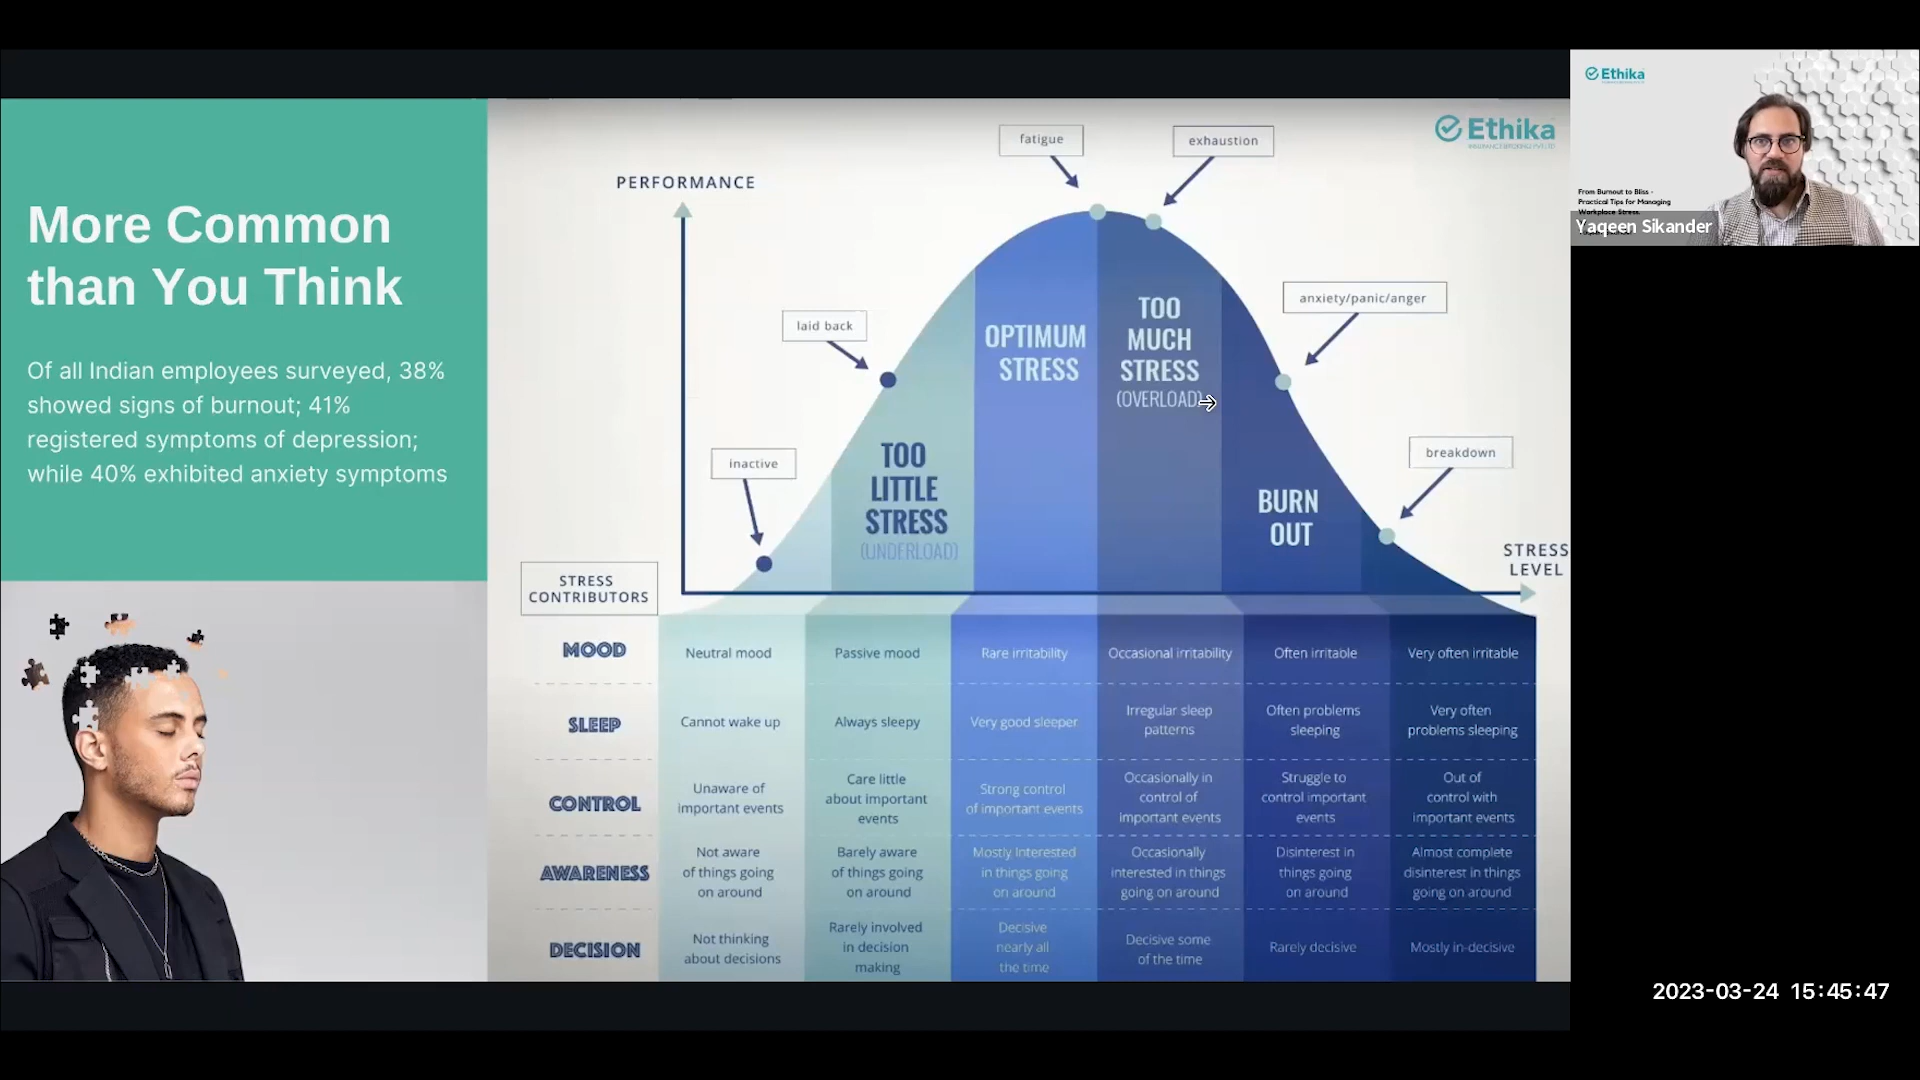 More Common
than You Think
Of all Indian employees surveyed, 38%
showed signs of burnout; 41%
registered symptoms of depression;
while 40% exhibited anxiety symptoms
Ethika
PERFORMANCE
fatigue
exhaustion
laid back
anxiety/panic/anger
inactive
breakdown
TOO
LITTLE
STRESS
(UNDERLOAD)
OPTIMUM
STRESS
TOO
MUCH
STRESS
(OVERLOAD)
BURN
OUT
STRESS
LEVEL
STRESS
CONTRIBUTORS
MOOD
Neutral mood
Passive mood
Rare irritability
Occasional irritability
Often irritable
Very often irritable
SLEEP
Cannot wake up
Always sleepy
Very good sleeper
Irregular sleep
patterns
Often problems
sleeping
Very often
problems sleeping
CONTROL
Unaware of
important events
Care little
about important
events
Strong control
of important events
Occasionally in
control of
important events
Struggle to
control important
events
Out of
control with
important events
AWARENESS
Not aware
of things going
on around
Barely aware
of things going
on around
Mostly interested
in things going
on around
Occasionally
interested in things
going on around
Disinterest in
things going
on around
Almost complete
disinterest in things
going on around
DECISION
Not thinking
about decisions
Rarely involved
in decision
making
Decisive
nearly all
the time
Decisive some
of the time
Rarely decisive
Mostly in-decisive
Ethika
From Burnout to Bliss -
Practical Tips for Managing
Workplace Stress.
Yaqeen Sikander
2023-03-24 15:45:47